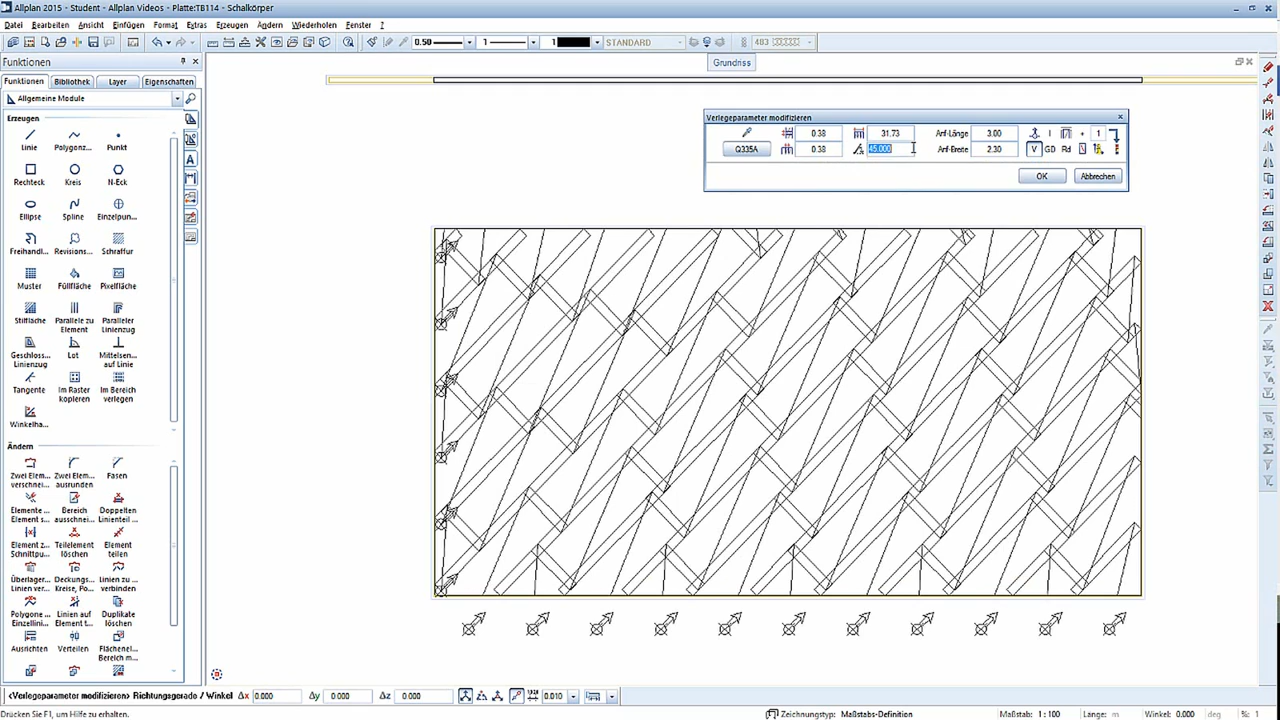 Allplan 2015 - Student - Allplan Videos - Platte:TB114 - Schalkörper
Datei Bearbeiten Ansicht Einfügen Format Extras Erzeugen Ändern Wiederholen Fenster ?
0.50 1 1 STANDARD 403
Funktionen
Grundriss
Funktionen Bibliothek Layer Eigenschaften
Allgemeine Module
Verlegeparameter modifizieren
0.38 31.73 Anf-Länge 3.00 1
Q335A 0.38 45.000 Anf-Breite 2.30 V GD Rd
OK Abbrechen
Erzeugen
Linie Polygonz... Punkt
Rechteck Kreis N-Eck
Ellipse Spline Einzelpun...
Freihandl... Revisions... Schraffur
Muster Füllfläche Pixelfläche
Stilfläche Parallele zu Element Paralleler Linienzug
Geschloss... Linienzug Lot Mittelsen... auf Linie
Tangente Im Raster kopieren Im Bereich verlegen
Winkelha...
Ändern
Zwei Elem... verschnei... Zwei Elem... ausrunden Fasen
Elemente ... Element s... Bereich ausschnei... Doppelten Linienteil ...
Element z... Schnittpu... Teilelement löschen Element teilen
Überlager... Linien ver... Deckungs... Kreise, Po... Linien zu ... verbinden
Polygone ... Einzellini... Linien auf Element t... Duplikate löschen
Ausrichten Verteilen Flächenel... Bereich m...
<Verlegeparameter modifizieren> Richtungsgerade / Winkel Δx 0.000 Δy 0.000 Δz 0.000 0.010
Drücken Sie F1, um Hilfe zu erhalten. Zeichnungstyp: Maßstabs-Definition Maßstab: 1 : 100 Länge: m Winkel: 0.000 deg %: 1